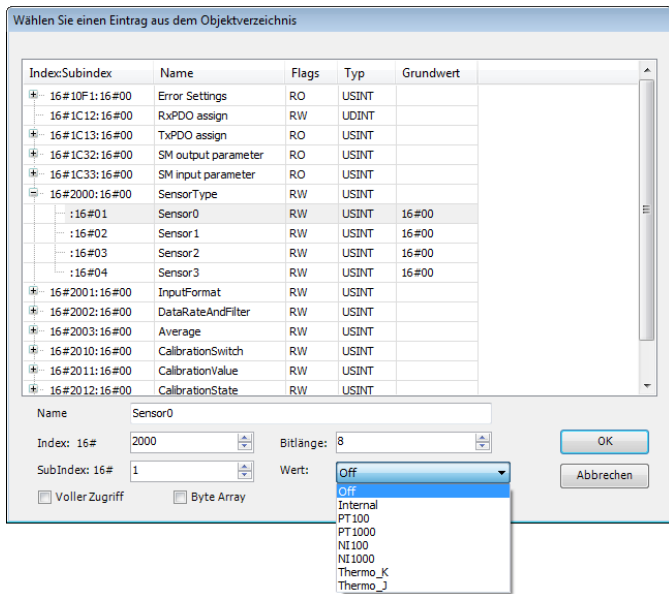 Wählen Sie einen Eintrag aus dem Objektverzeichnis
Index:Subindex Name Flags Typ Grundwert
16#10F1:16#00 Error Settings RO USINT
16#1C12:16#00 RxPDO assign RW UDINT
16#1C13:16#00 TxPDO assign RO USINT
16#1C32:16#00 SM output parameter RO USINT
16#1C33:16#00 SM input parameter RO USINT
16#2000:16#00 SensorType RW USINT
:16#01 Sensor0 RW USINT 16#00
:16#02 Sensor1 RW USINT 16#00
:16#03 Sensor2 RW USINT 16#00
:16#04 Sensor3 RW USINT 16#00
16#2001:16#00 InputFormat RW USINT
16#2002:16#00 DataRateAndFilter RW USINT
16#2003:16#00 Average RW USINT
16#2010:16#00 CalibrationSwitch RW USINT
16#2011:16#00 CalibrationValue RW USINT
16#2012:16#00 CalibrationState RW USINT
Name Sensor0
Index: 16# 2000 Bitlänge: 8 OK
SubIndex: 16# 1 Wert: Off Abbrechen
Voller Zugriff Byte Array
Off
Internal
PT100
PT1000
NI100
NI1000
Thermo_K
Thermo_J